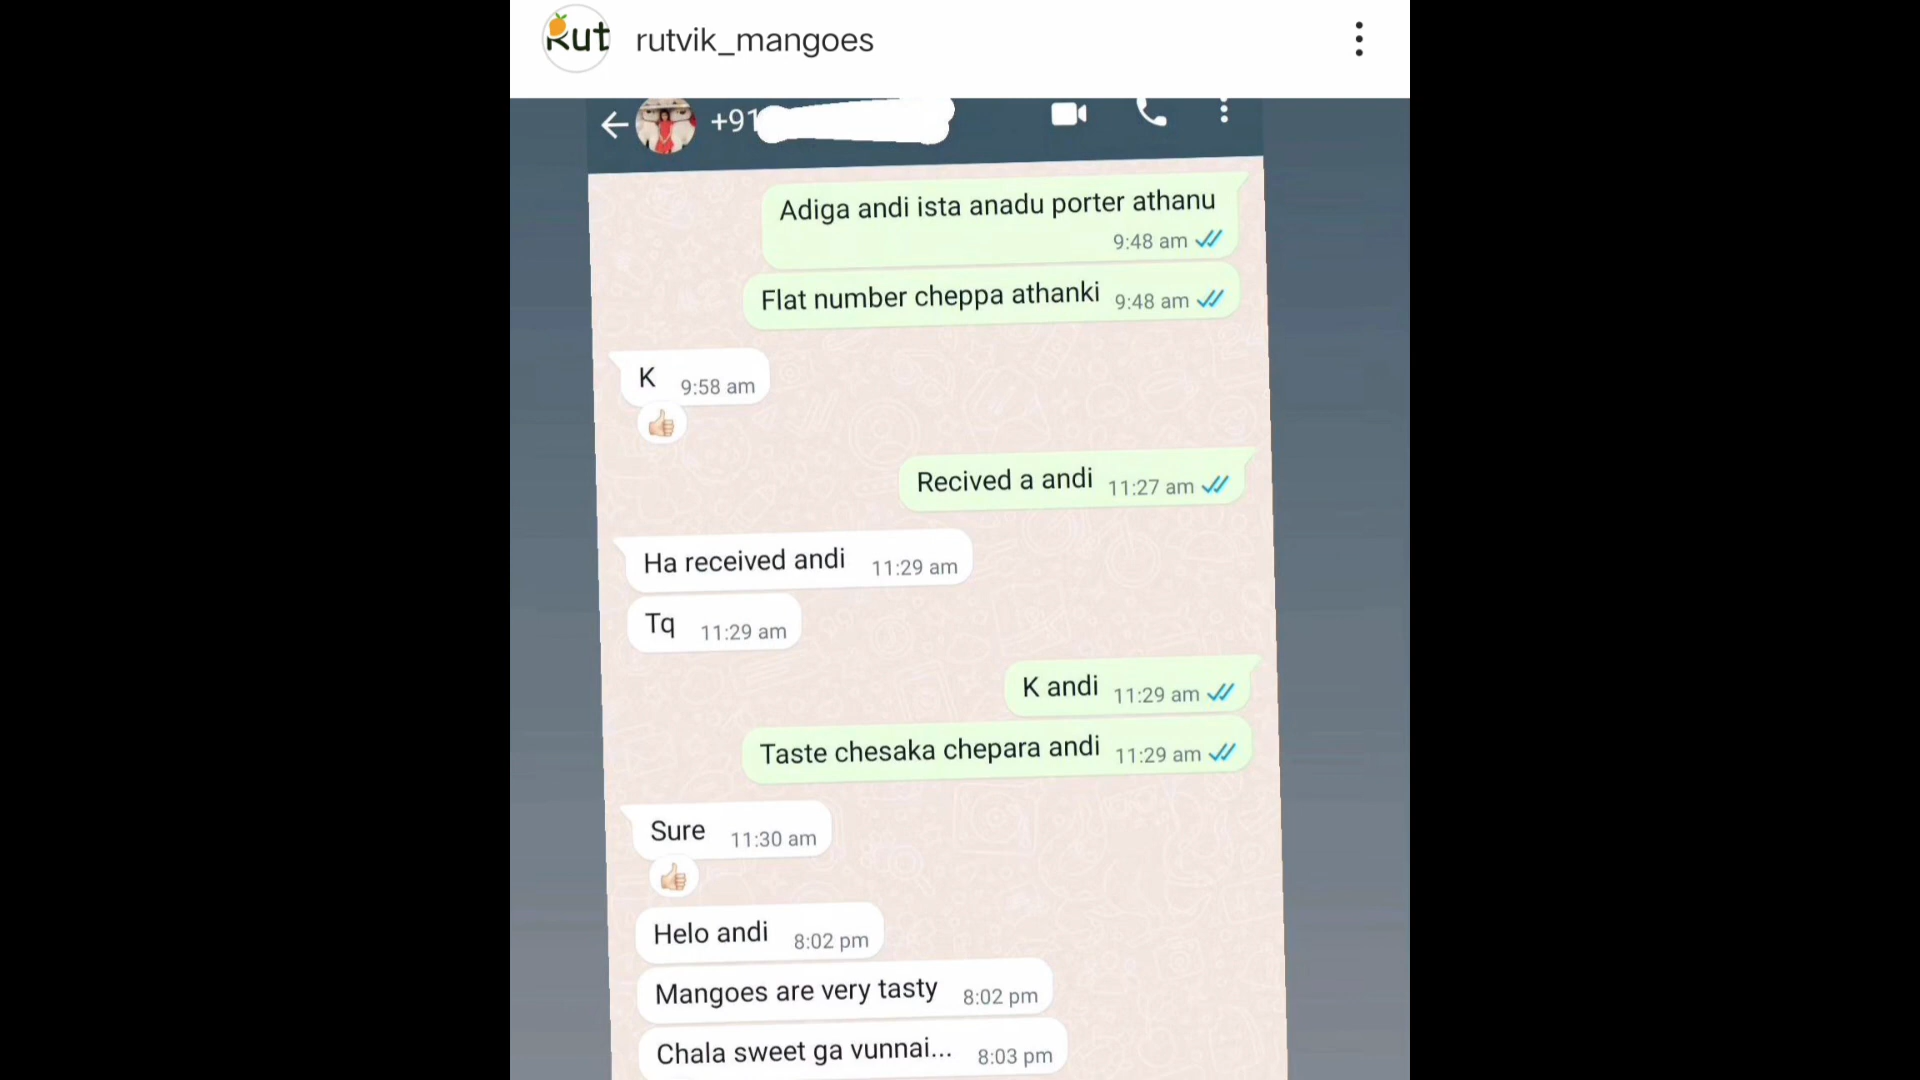 Rut
rutvik_mangoes
+91
Adiga andi ista anadu porter athanu
9:48 am
Flat number cheppa athanki 9:48 am
K 9:58 am
Recived a andi 11:27 am
Ha received andi 11:29 am
Tq 11:29 am
K andi 11:29 am
Taste chesaka chepara andi 11:29 am
Sure 11:30 am
Helo andi 8:02 pm
Mangoes are very tasty 8:02 pm
Chala sweet ga vunnai... 8:03 pm